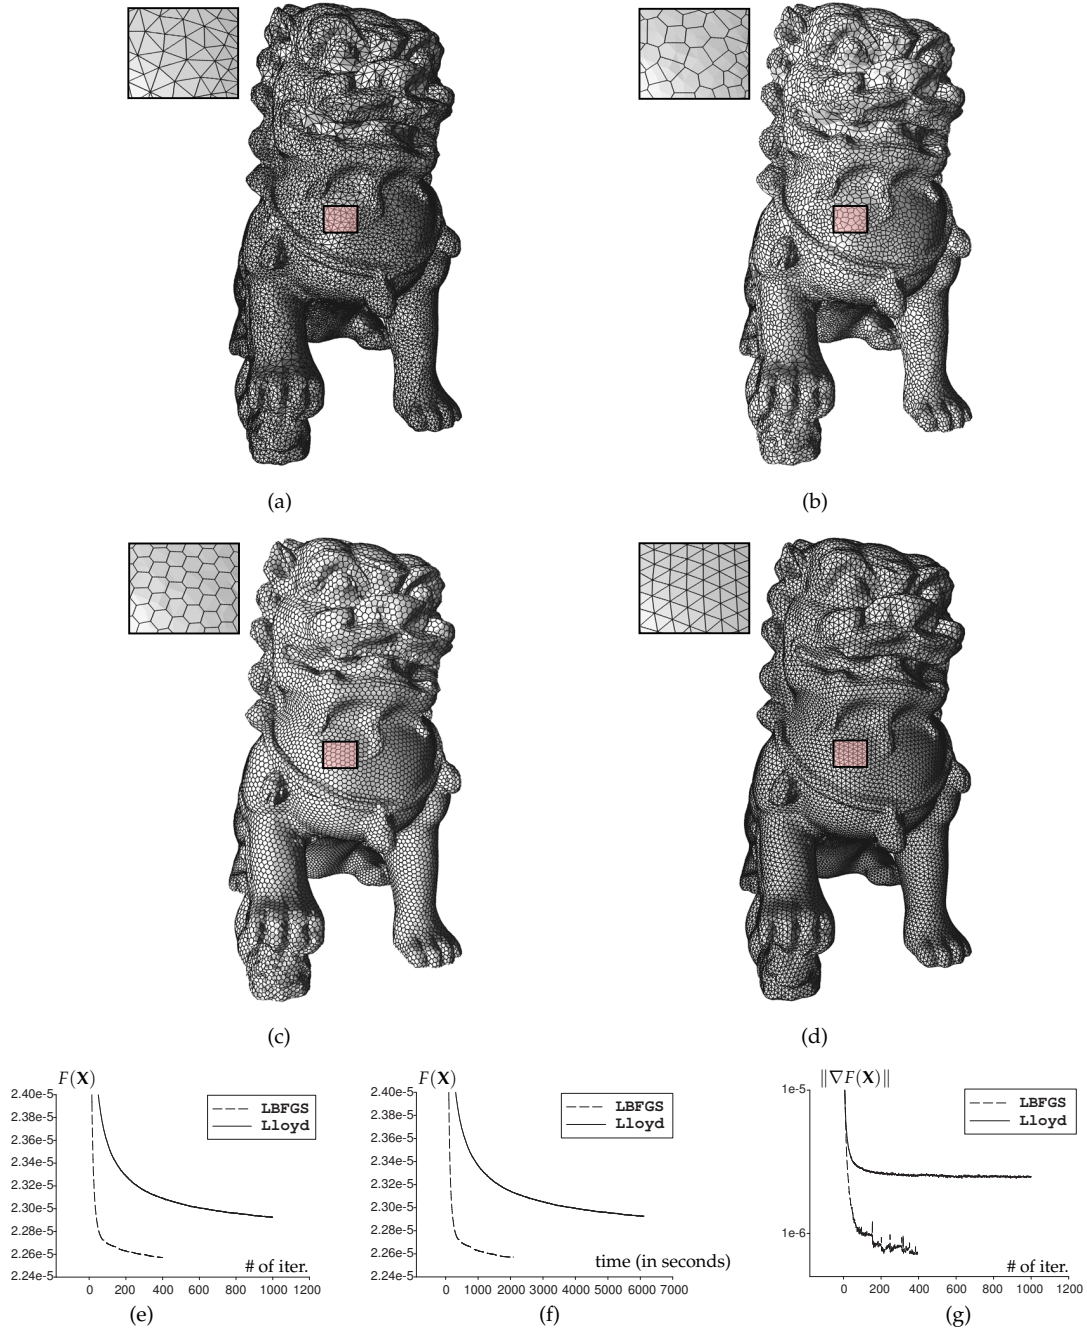 (a)
(b)
(c)
(d)
F(X)
2.40e-5
2.38e-5
2.36e-5
2.34e-5
2.32e-5
2.30e-5
2.28e-5
2.26e-5
2.24e-5
LBFGS
Lloyd
# of iter.
0 200 400 600 800 1000 1200
(e)
F(X)
2.40e-5
2.38e-5
2.36e-5
2.34e-5
2.32e-5
2.30e-5
2.28e-5
2.26e-5
2.24e-5
LBFGS
Lloyd
time (in seconds)
0 1000 2000 3000 4000 5000 6000 7000
(f)
‖∇F(X)‖
1e-5
1e-6
LBFGS
Lloyd
# of iter.
0 200 400 600 800 1000 1200
(g)